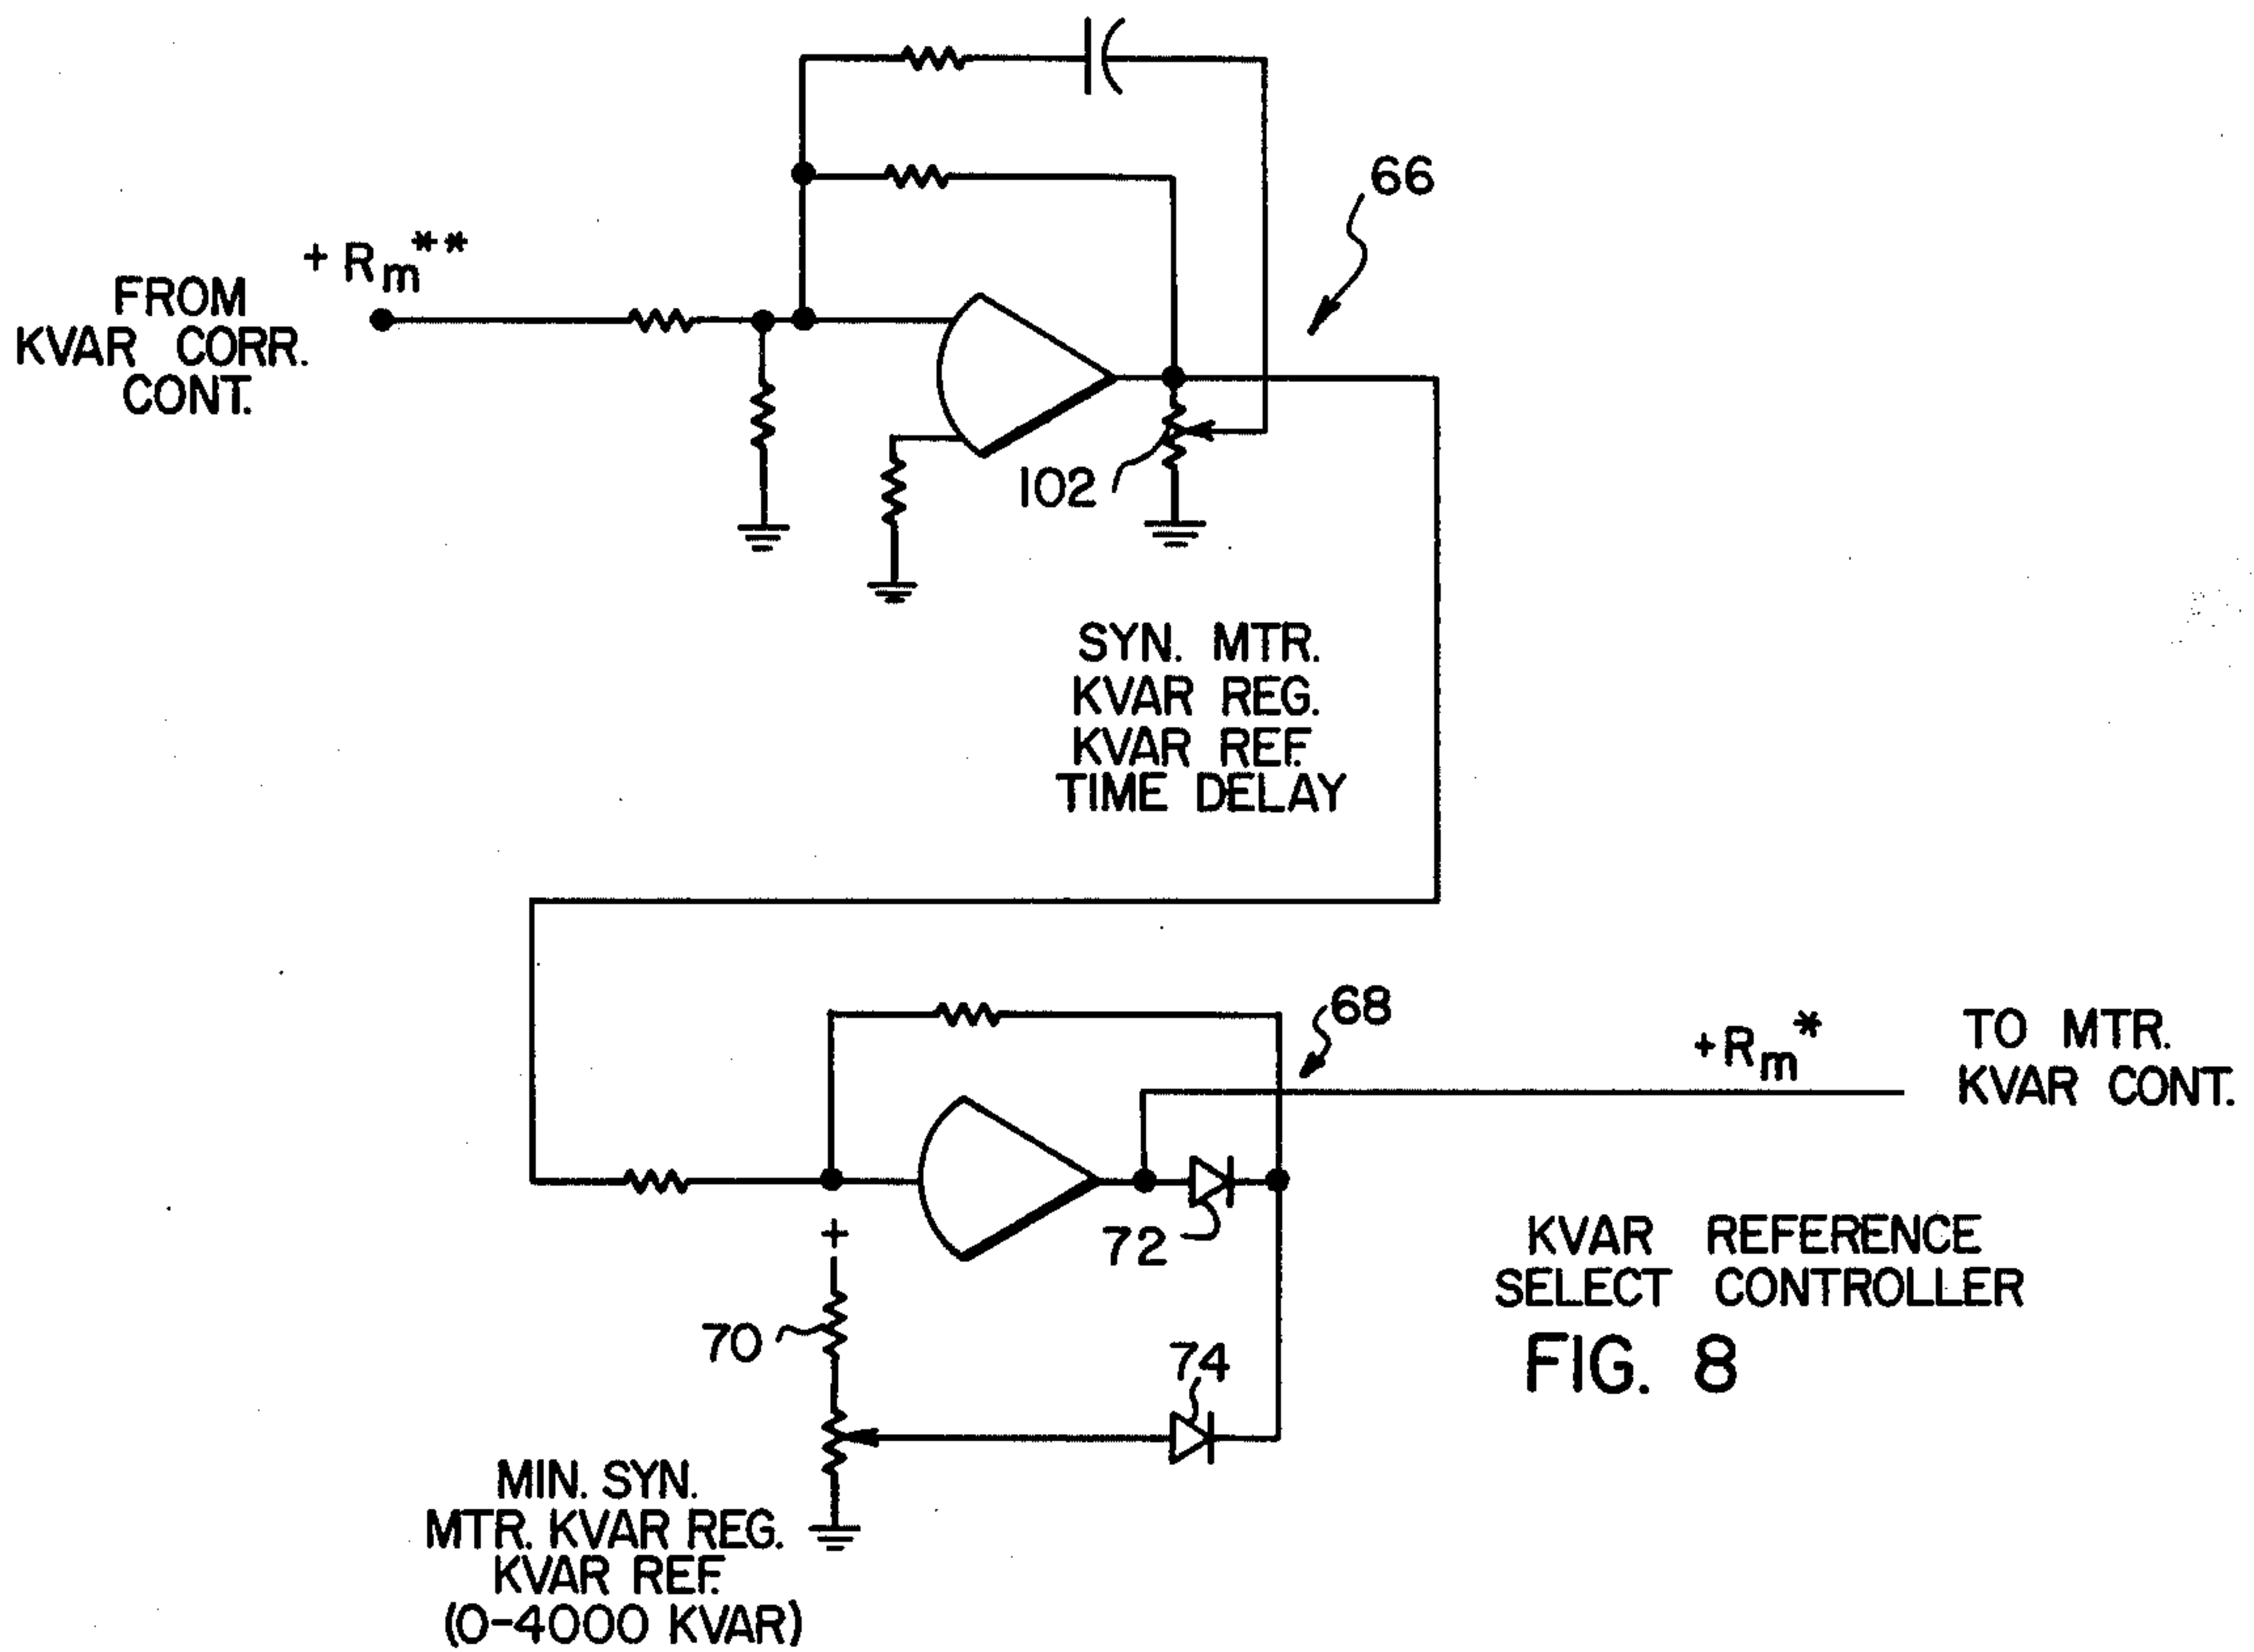 66
+ Rm**
FROM
KVAR CORR.
CONT.
102
SYN. MTR.
KVAR REG.
KVAR REF.
TIME DELAY
68
+Rm*
TO MTR.
KVAR CONT.
+
72
70
74
KVAR REFERENCE
SELECT CONTROLLER
FIG. 8
MIN. SYN.
MTR. KVAR REG.
KVAR REF.
(0-4000 KVAR)